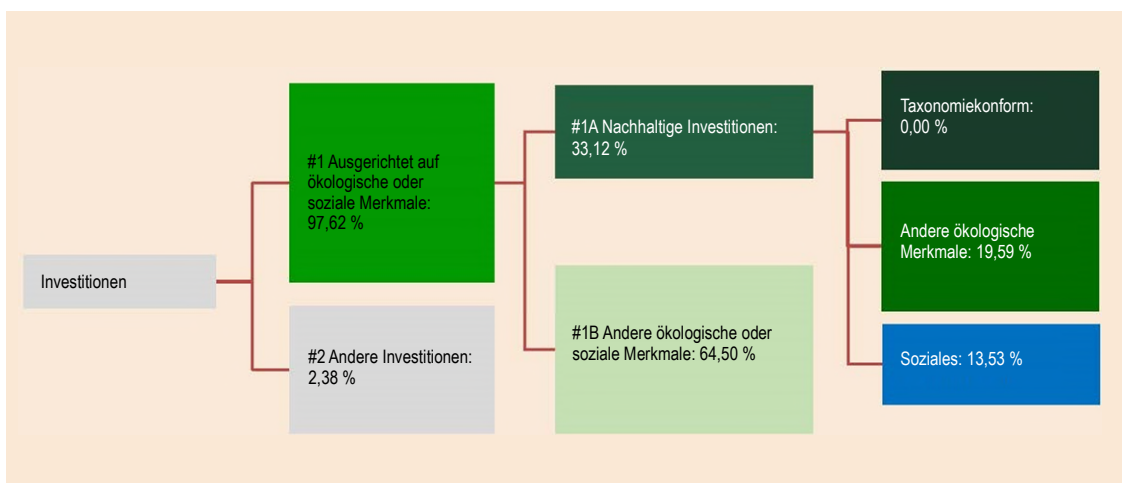 Investitionen
#1 Ausgerichtet auf
ökologische oder
soziale Merkmale:
97,62 %
#2 Andere Investitionen:
2,38 %
#1A Nachhaltige Investitionen:
33,12 %
#1B Andere ökologische oder
soziale Merkmale: 64,50 %
Taxonomiekonform:
0,00 %
Andere ökologische
Merkmale: 19,59 %
Soziales: 13,53 %